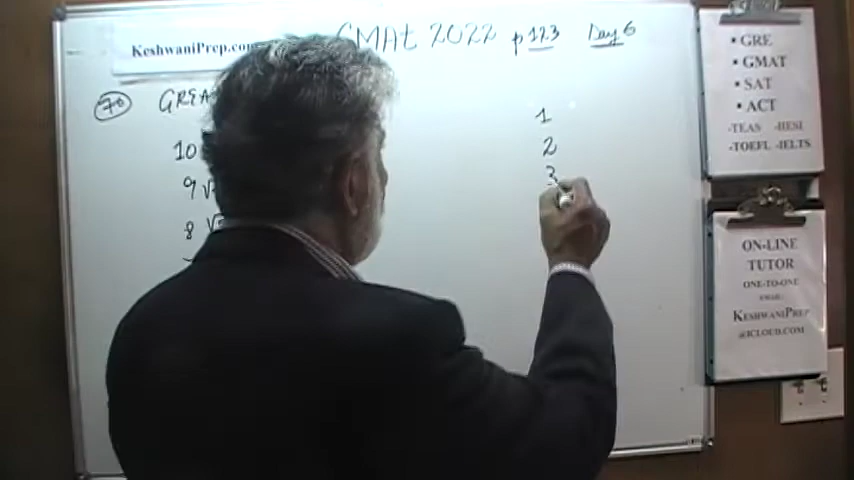 KeshwaniPrep.com
GMAT 2022 p 123 Day 6
70 GREA
10
9 √
8 √
1
2
3
• GRE
• GMAT
• SAT
• ACT
-TEAS -HESI
-TOEFL -IELTS
ON-LINE
TUTOR
ONE-TO-ONE
KESHWANIPREP
@ICLOUD.COM